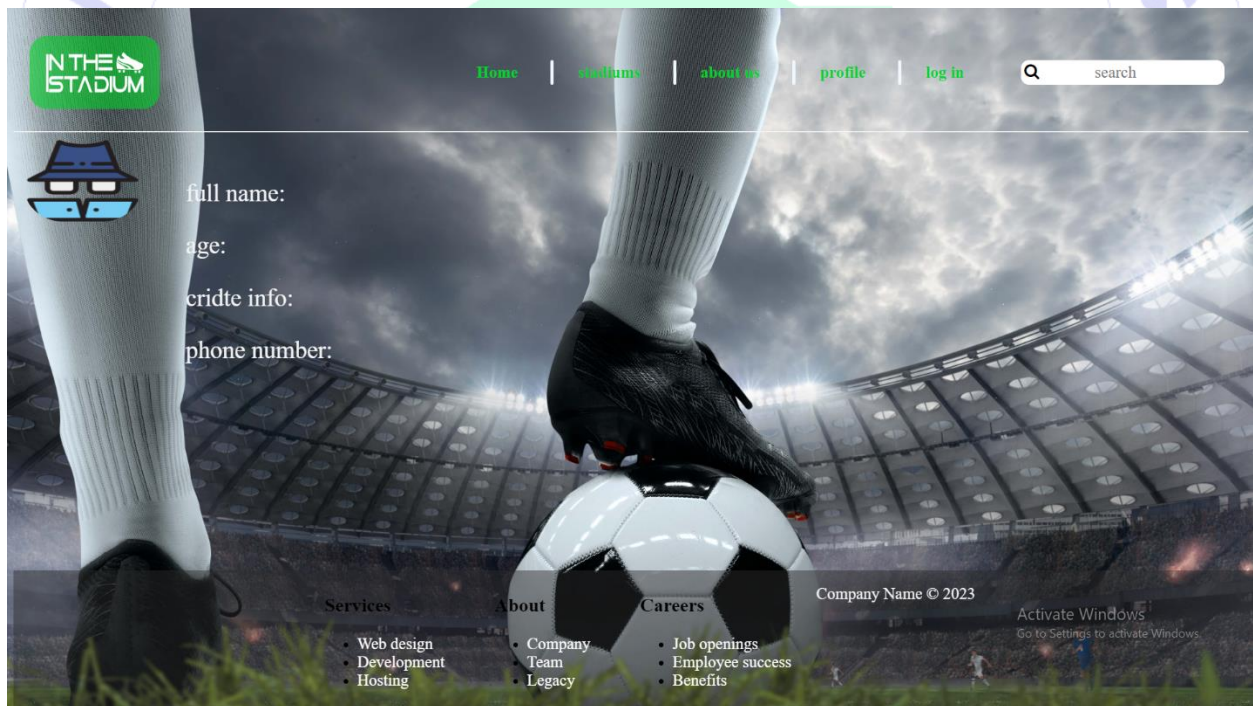 IN THE
STADIUM
Home stadiums about us profile log in search
full name:
age:
cridte info:
phone number:
Services About Careers Company Name © 2023
Web design Company Job openings
Development Team Employee success
Hosting Legacy Benefits
Activate Windows
Go to Settings to activate Windows.